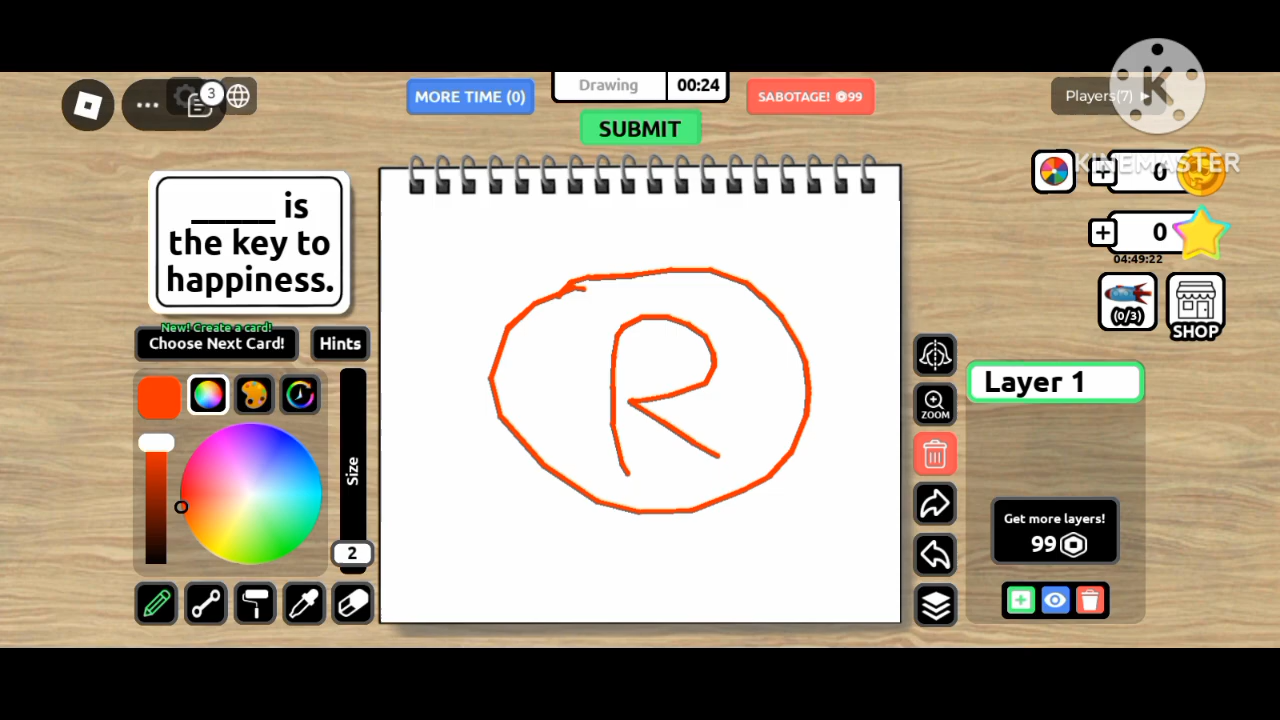 3
MORE TIME (0)
Drawing
00:24
SABOTAGE! 99
Players(7)
K
SUBMIT
KINEMASTER
0
_____ is
the key to
happiness.
0
04:49:22
(0/3)
SHOP
New! Create a card!
Choose Next Card!
Hints
R
Layer 1
ZOOM
Size
2
Get more layers!
99